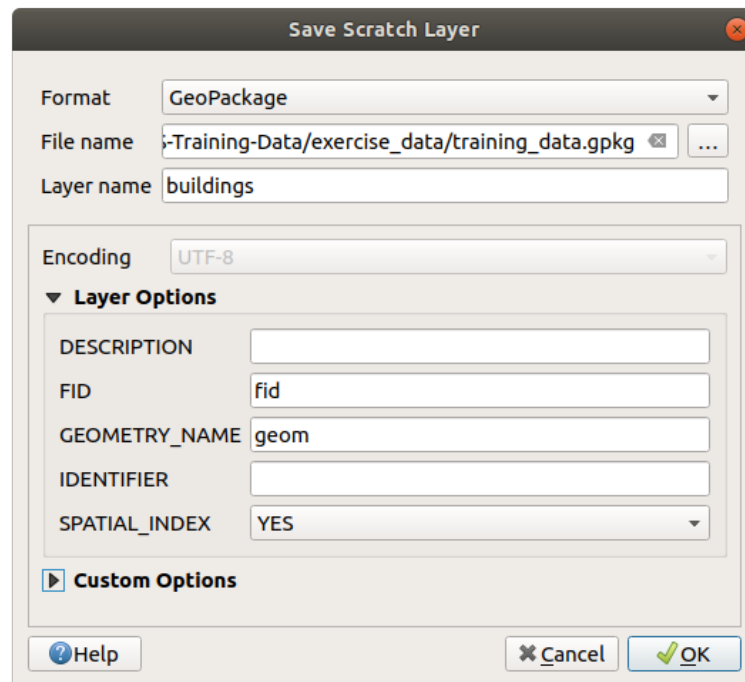 Save Scratch Layer
Format GeoPackage
File name -Training-Data/exercise_data/training_data.gpkg ...
Layer name buildings
Encoding UTF-8
Layer Options
DESCRIPTION
FID fid
GEOMETRY_NAME geom
IDENTIFIER
SPATIAL_INDEX YES
Custom Options
Help Cancel OK